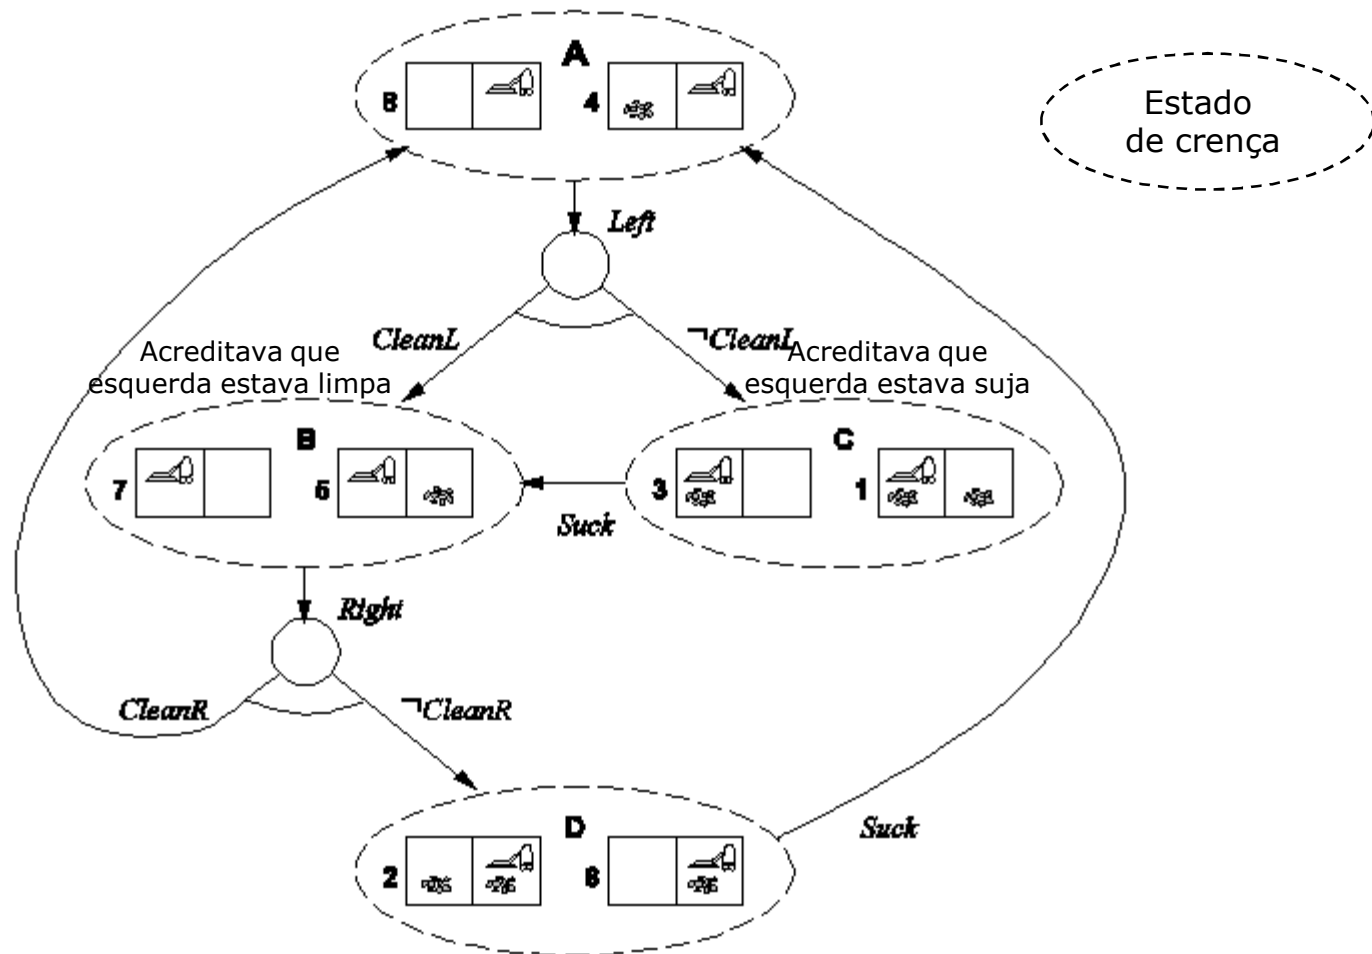 A
8
4
Estado
de crença
Left
CleanL
¬CleanL
Acreditava que
esquerda estava limpa
Acreditava que
esquerda estava suja
B
7
5
C
3
1
Suck
Right
CleanR
¬CleanR
D
2
6
Suck